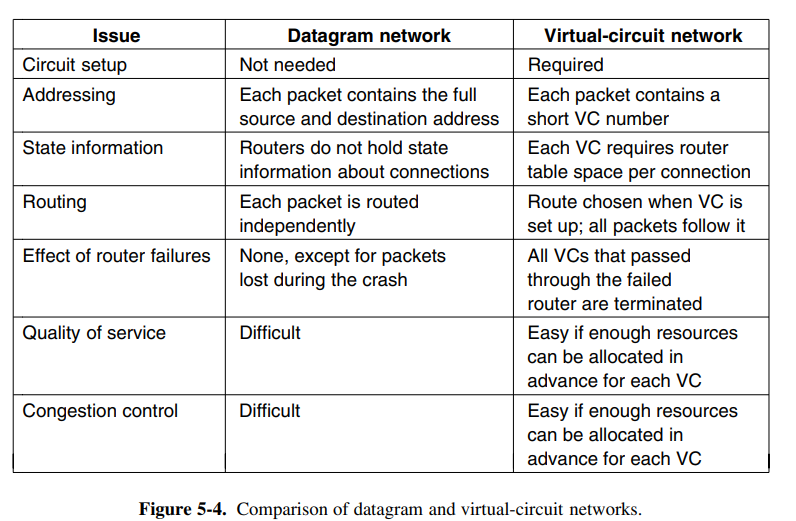 Issue Datagram network Virtual-circuit network
Circuit setup Not needed Required
Addressing Each packet contains the full source and destination address Each packet contains a short VC number
State information Routers do not hold state information about connections Each VC requires router table space per connection
Routing Each packet is routed independently Route chosen when VC is set up; all packets follow it
Effect of router failures None, except for packets lost during the crash All VCs that passed through the failed router are terminated
Quality of service Difficult Easy if enough resources can be allocated in advance for each VC
Congestion control Difficult Easy if enough resources can be allocated in advance for each VC
Figure 5-4. Comparison of datagram and virtual-circuit networks.